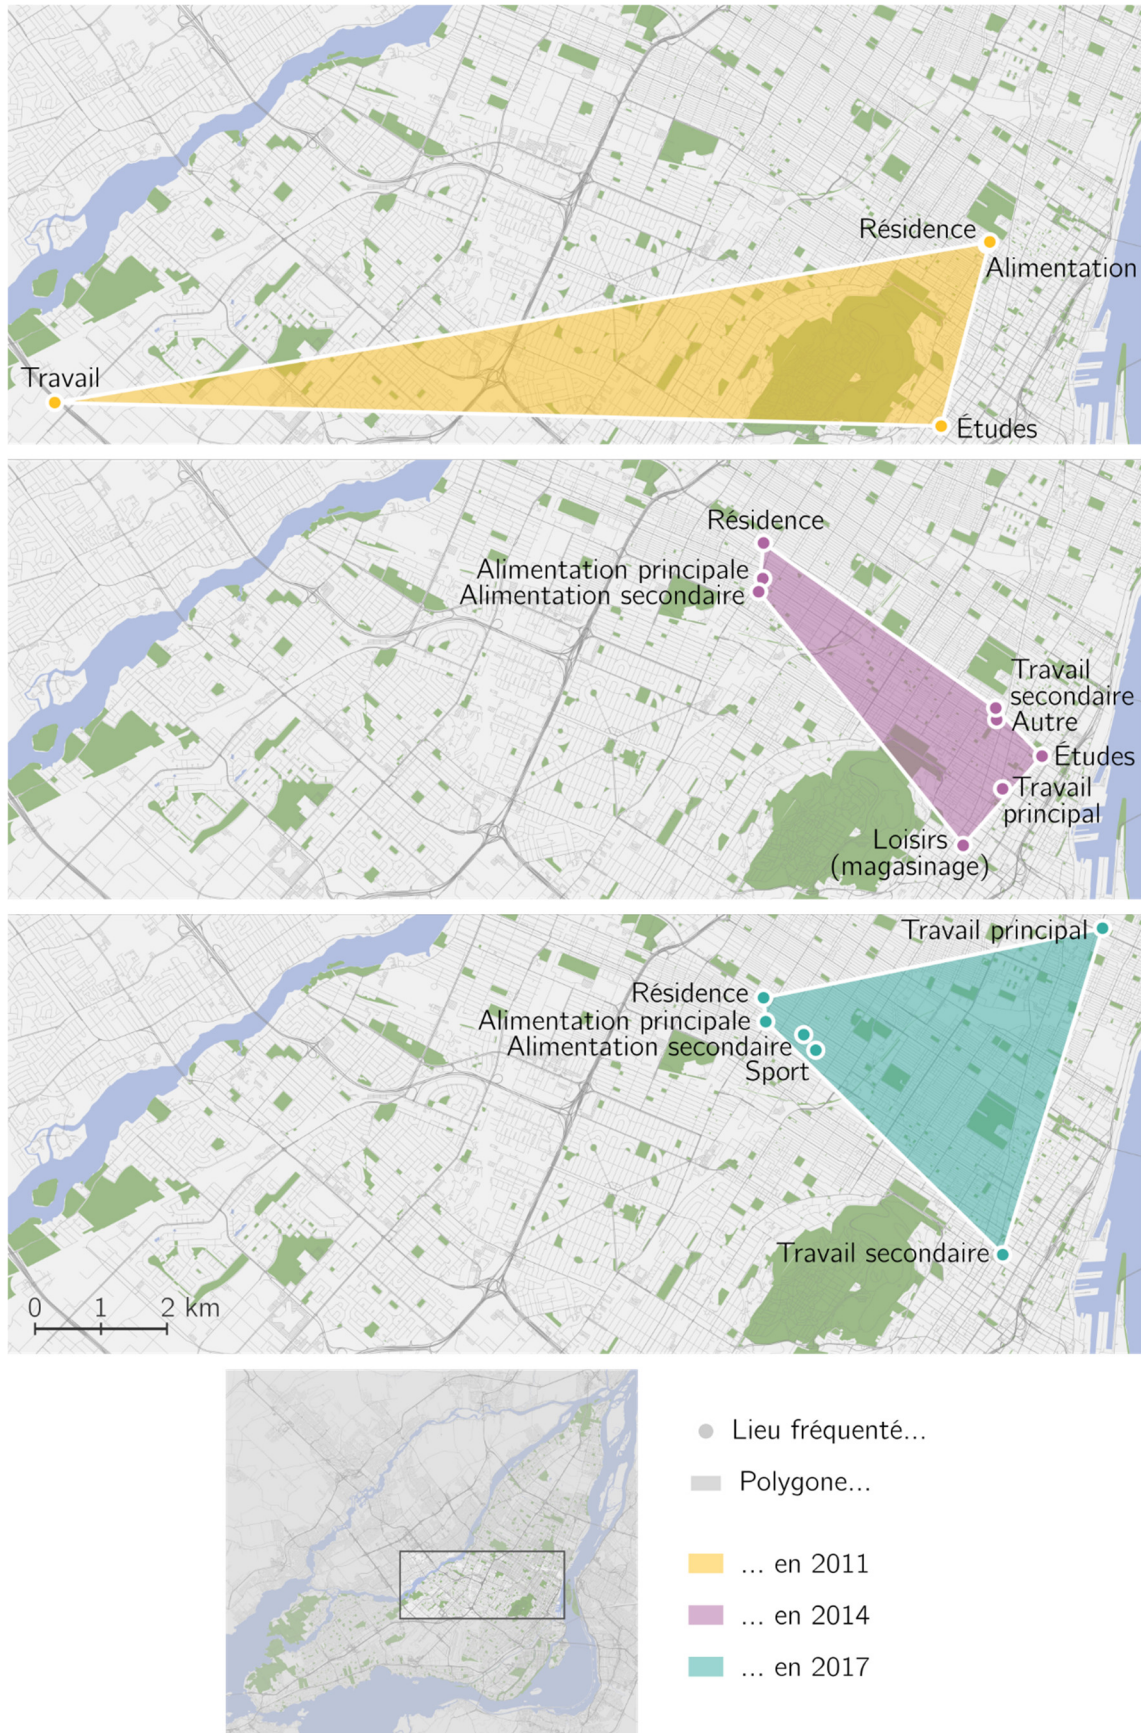 Résidence
Alimentation
Travail
Études
Résidence
Alimentation principale
Alimentation secondaire
Travail
secondaire
Autre
Études
Travail
principal
Loisirs
(magasinage)
Travail principal
Résidence
Alimentation principale
Alimentation secondaire
Sport
Travail secondaire
0 1 2 km
Lieu fréquenté...
Polygone...
... en 2011
... en 2014
... en 2017